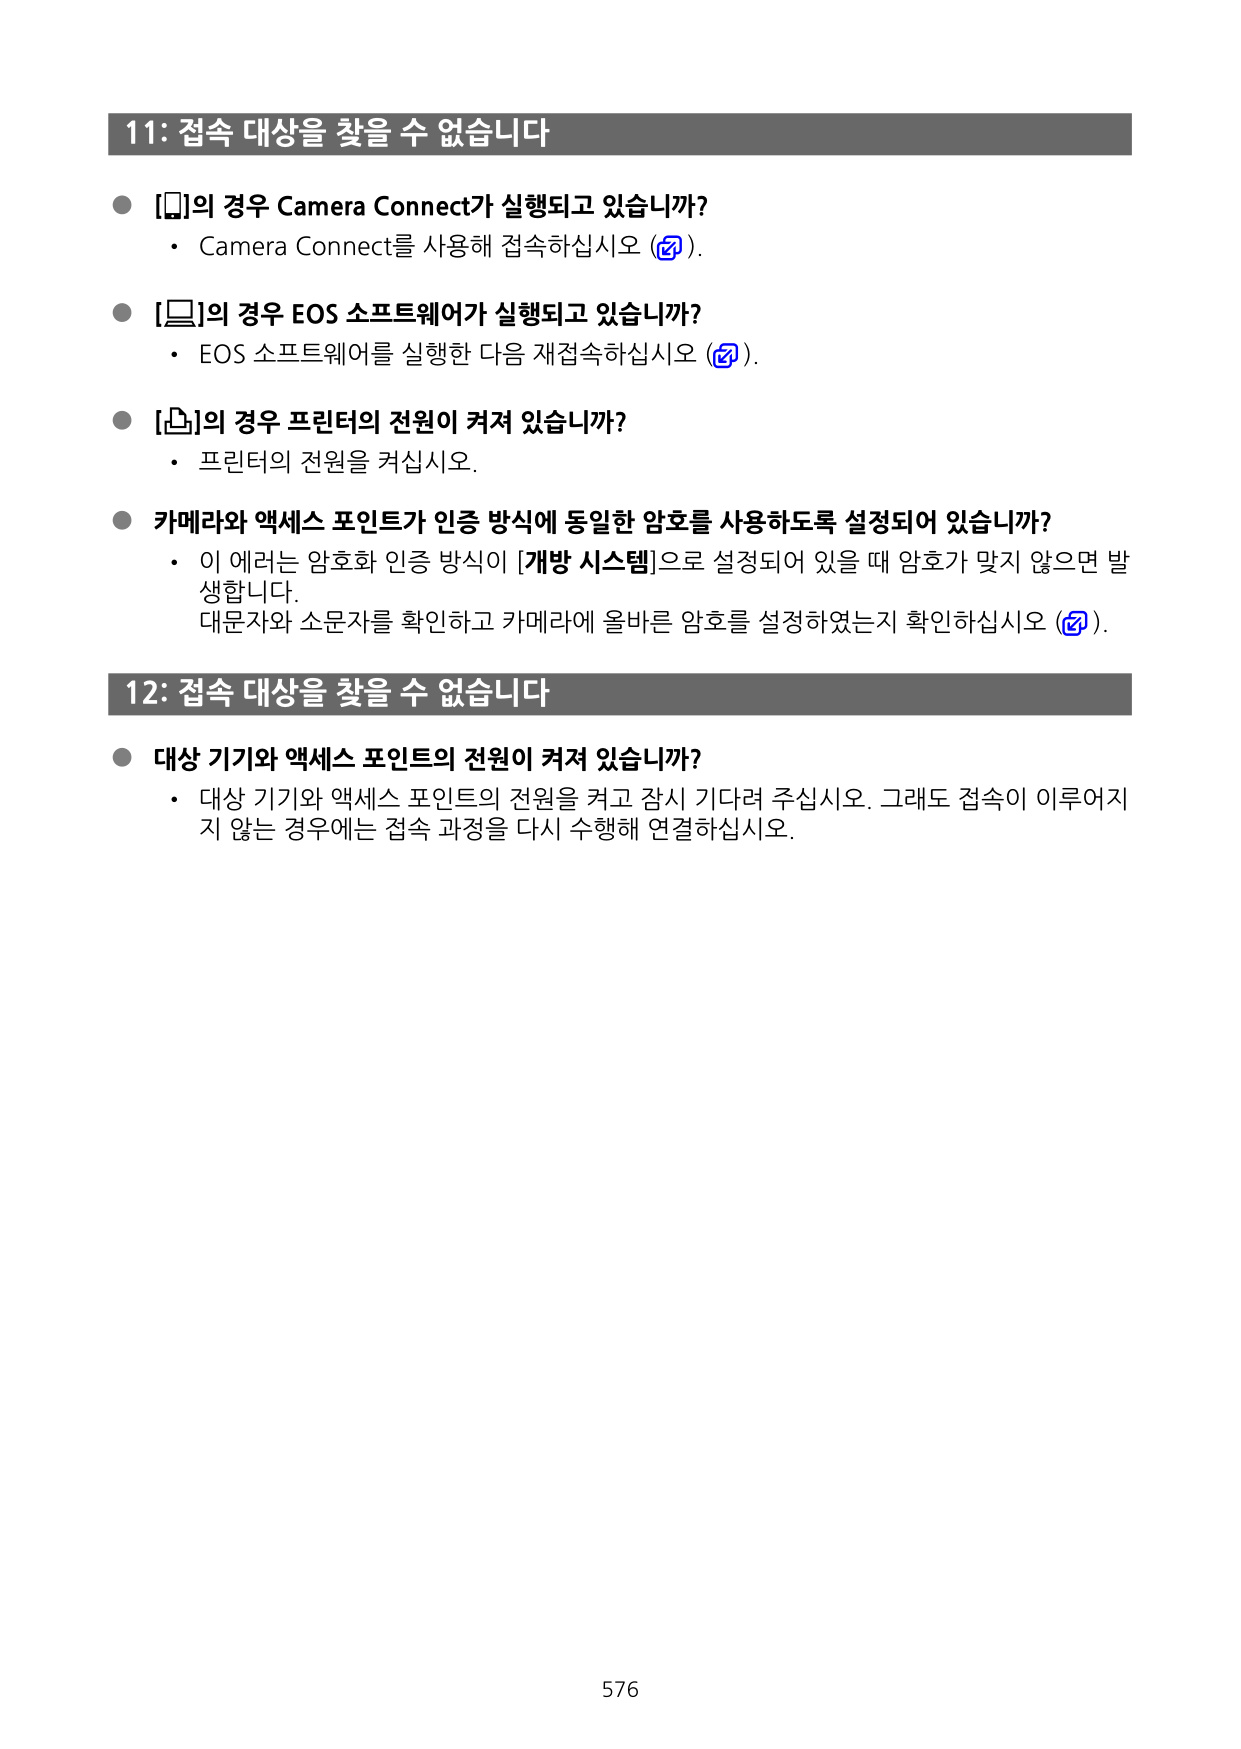 11: 접속 대상을 찾을 수 없습니다
● []의 경우 Camera Connect가 실행되고 있습니까?
• Camera Connect를 사용해 접속하십시오 ().
● []의 경우 EOS 소프트웨어가 실행되고 있습니까?
• EOS 소프트웨어를 실행한 다음 재접속하십시오 ().
● []의 경우 프린터의 전원이 켜져 있습니까?
• 프린터의 전원을 켜십시오.
● 카메라와 액세스 포인트가 인증 방식에 동일한 암호를 사용하도록 설정되어 있습니까?
• 이 에러는 암호화 인증 방식이 [개방 시스템]으로 설정되어 있을 때 암호가 맞지 않으면 발
생합니다.
대문자와 소문자를 확인하고 카메라에 올바른 암호를 설정하였는지 확인하십시오 ().
12: 접속 대상을 찾을 수 없습니다
● 대상 기기와 액세스 포인트의 전원이 켜져 있습니까?
• 대상 기기와 액세스 포인트의 전원을 켜고 잠시 기다려 주십시오. 그래도 접속이 이루어지
지 않는 경우에는 접속 과정을 다시 수행해 연결하십시오.
576